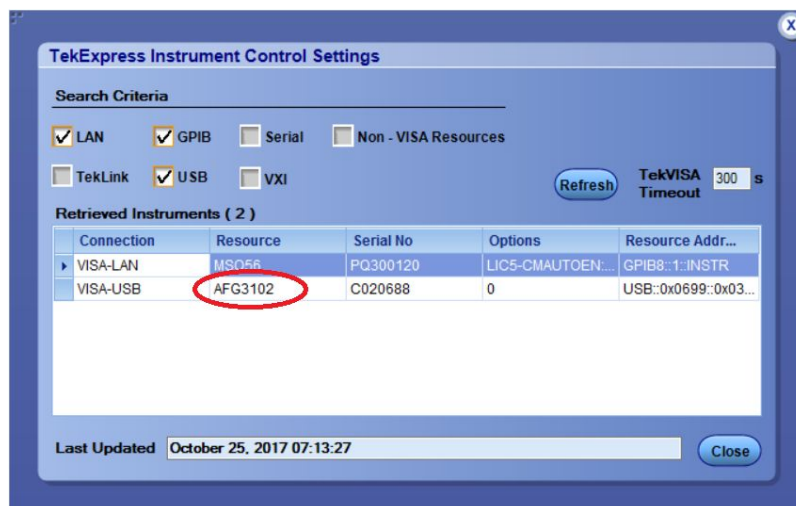 X
TekExpress Instrument Control Settings
Search Criteria
LAN GPIB Serial Non - VISA Resources
TekLink USB VXI Refresh TekVISA Timeout 300 s
Retrieved Instruments ( 2 )
Connection Resource Serial No Options Resource Addr...
VISA-LAN MSO56 PQ300120 LIC5-CMAUTOEN:... GPIB8::1::INSTR
VISA-USB AFG3102 C020688 0 USB::0x0699::0x03...
Last Updated October 25, 2017 07:13:27 Close